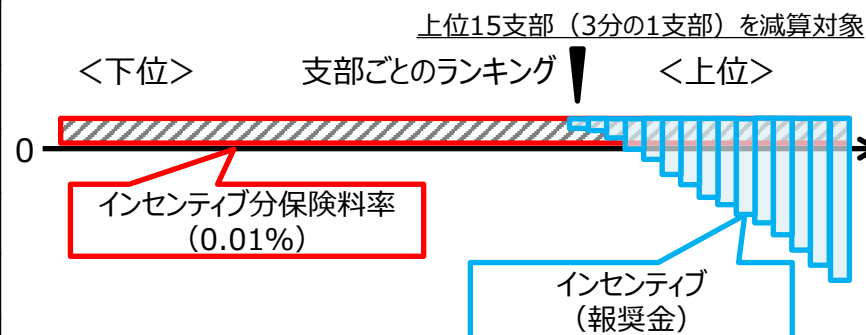 上位15支部（3分の1支部）を減算対象
＜下位＞
支部ごとのランキング
＜上位＞
0
インセンティブ分保険料率
（0.01%）
インセンティブ
（報奨金）